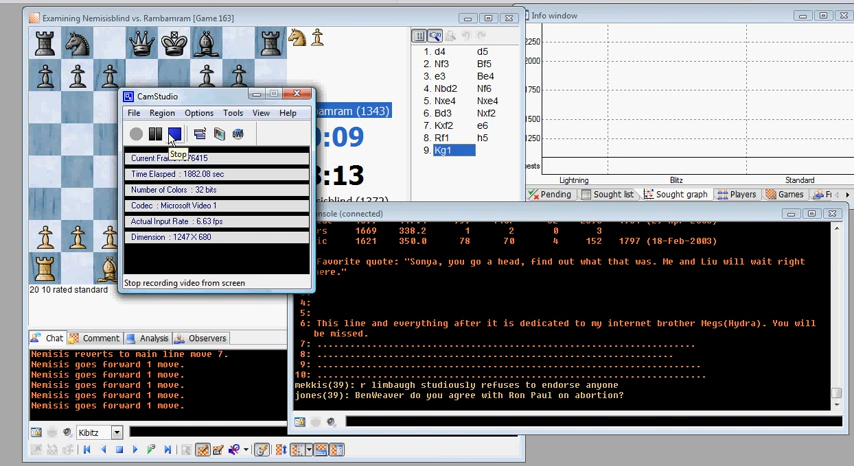 Examining Nemisisblind vs. Rambamram [Game 163]
bamram (1343)
:09
3:13
sisblind (1372)
20 10 rated standard
1. d4 d5
2. Nf3 Bf5
3. e3 Be4
4. Nbd2 Nf6
5. Nxe4 Nxe4
6. Bd3 Nxf2
7. Kxf2 e6
8. Rf1 h5
9. Kg1
Info window
2250
2000
1750
1500
1250
ests
Lightning Blitz Standard
Pending Sought list Sought graph Players Games
CamStudio
File Region Options Tools View Help
Stop
Current Fra 76415
Time Elasped : 1882.08 sec
Number of Colors : 32 bits
Codec : Microsoft Video 1
Actual Input Rate : 6.63 fps
Dimension : 1247 X 680
Stop recording video from screen
onsole (connected)
rs 1669 338.2 1 2 0 3
ic 1621 350.0 78 70 4 152 1797 (18-Feb-2003)
Favorite quote: "Sonya, you go a head, find out what that was. Me and Liu will wait right
ere."
4:
5:
6: This line and everything after it is dedicated to my internet brother Megs(Hydra). You will
be missed.
7: ......................................................................
8: ..................................................................
9: .......................................................................
10: ........................................................................
mekkis(39): r limbaugh studiously refuses to endorse anyone
jones(39): BenWeaver do you agree with Ron Paul on abortion?
Chat Comment Analysis Observers
Nemisis reverts to main line move 7.
Nemisis goes forward 1 move.
Nemisis goes forward 1 move.
Nemisis goes forward 1 move.
Nemisis goes forward 1 move.
Nemisis goes forward 1 move.
Kibitz